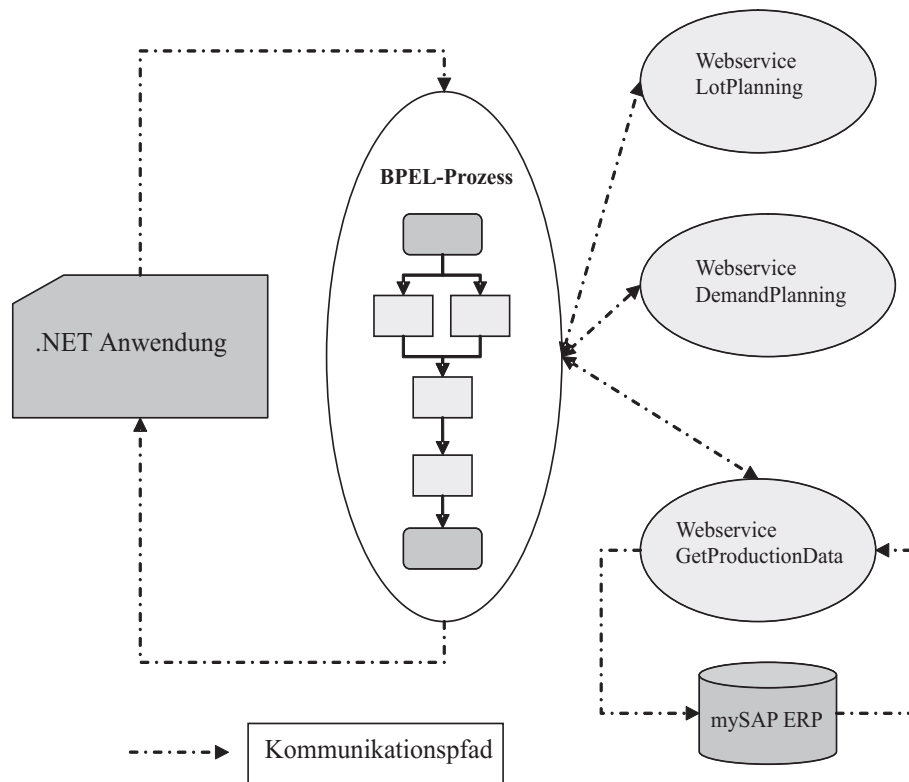 Webservice
LotPlanning
BPEL-Prozess
Webservice
DemandPlanning
.NET Anwendung
Webservice
GetProductionData
mySAP ERP
Kommunikationspfad